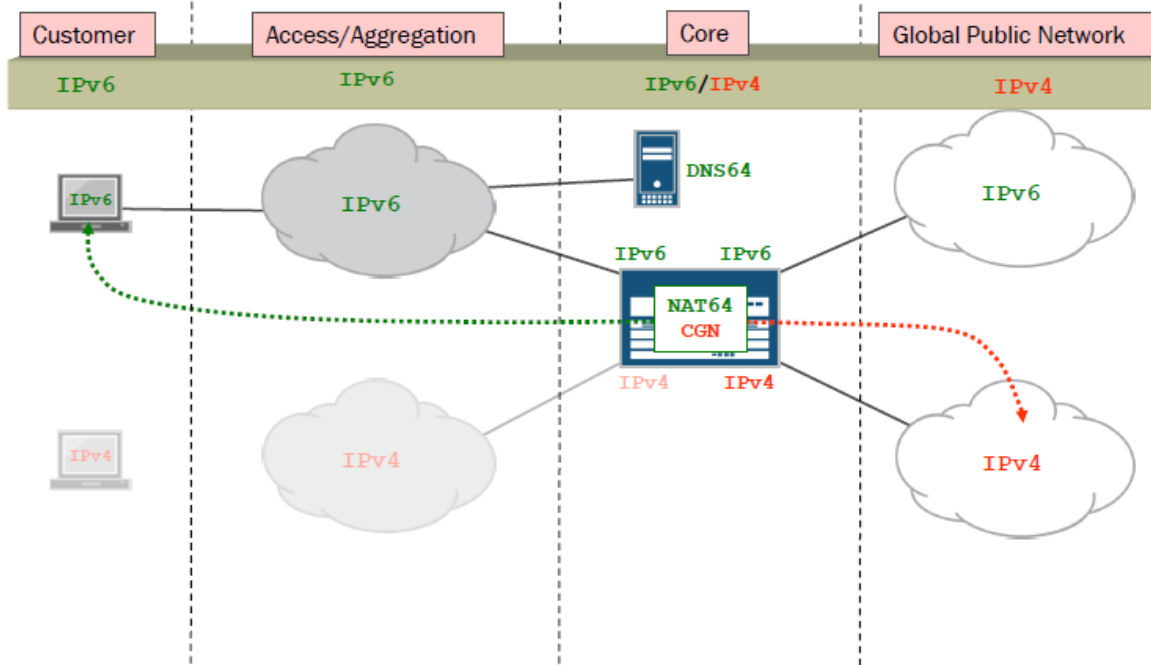 Customer
Access/Aggregation
Core
Global Public Network
IPv6
IPv6
IPv6/IPv4
IPv4
IPv6
IPv6
DNS64
IPv6
IPv6
IPv6
NAT64
CGN
IPv4
IPv4
IPv4
IPv4
IPv4